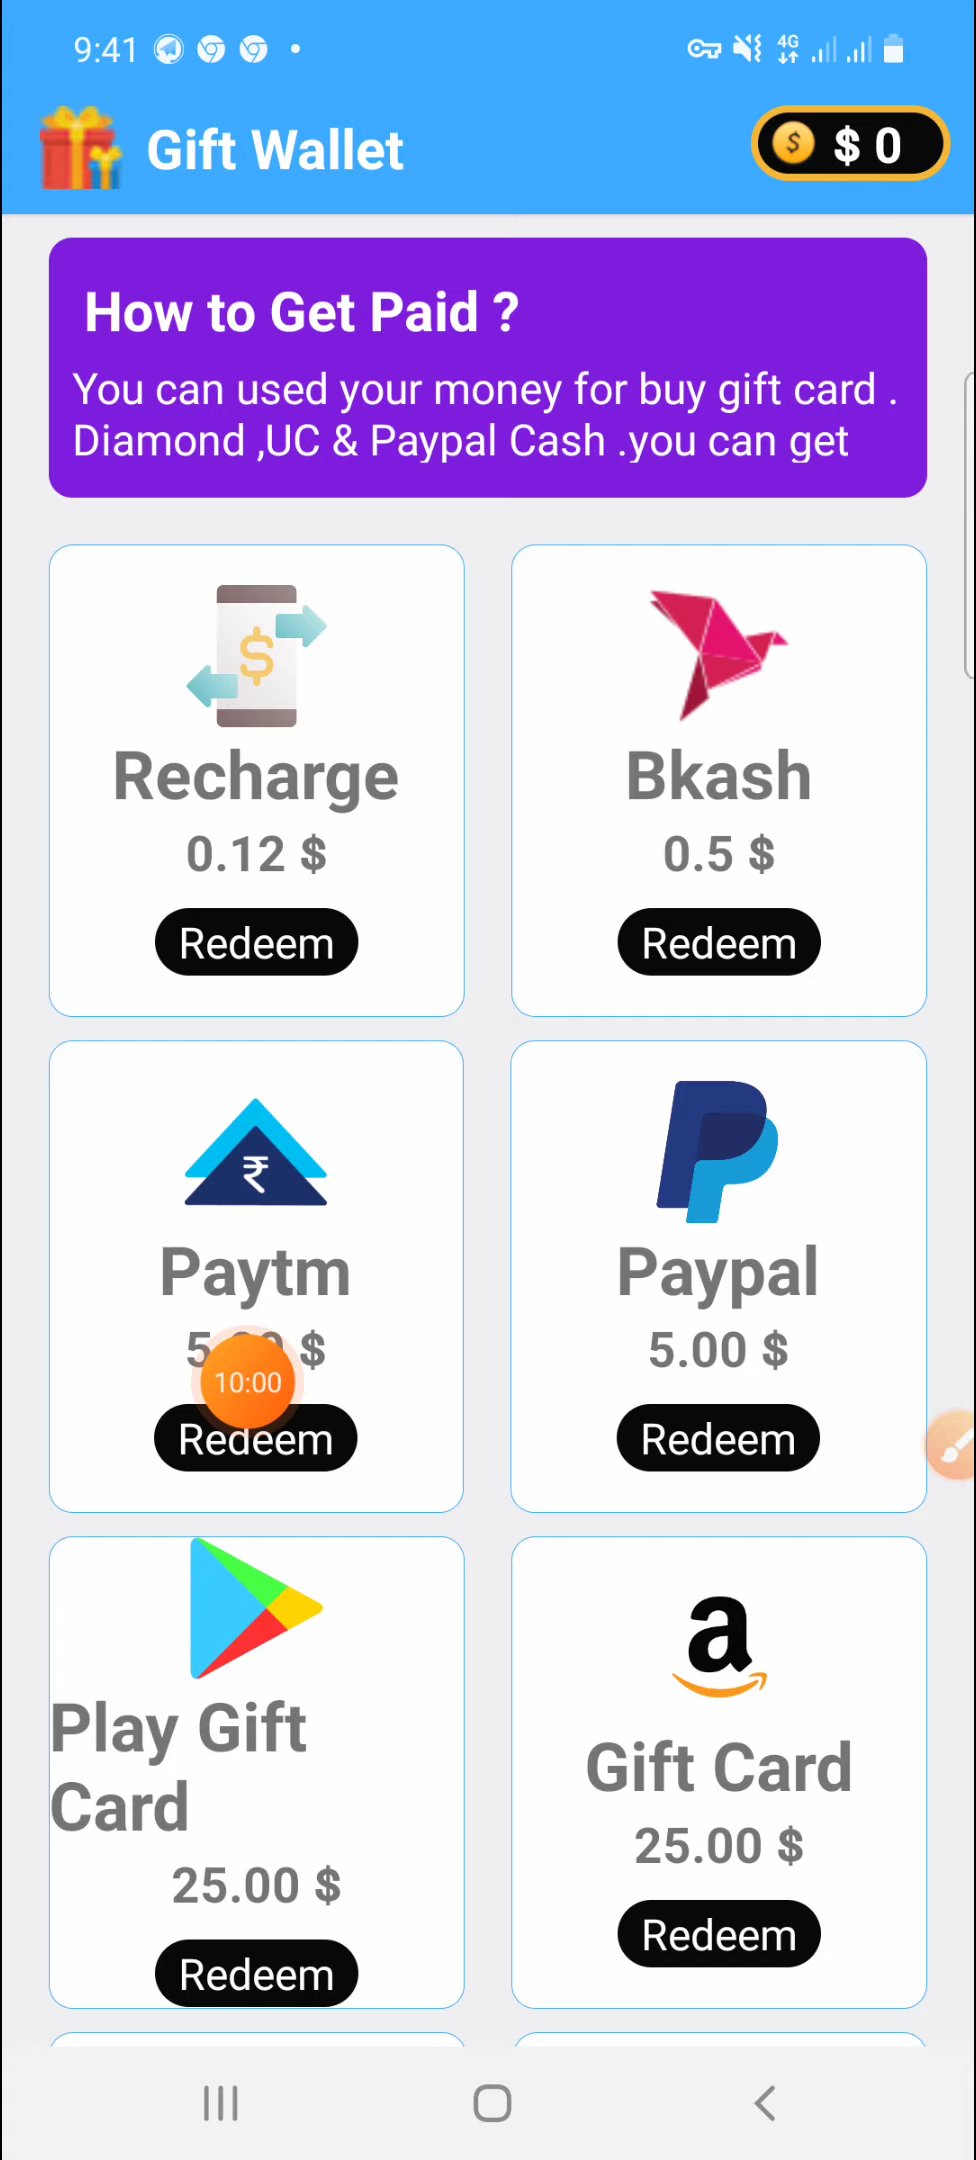 9:41
4G
Gift Wallet
$ 0
How to Get Paid ?
You can used your money for buy gift card .
Diamond ,UC & Paypal Cash .you can get
Recharge
0.12 $
Redeem
Bkash
0.5 $
Redeem
Paytm
$
10:00
Redeem
Paypal
5.00 $
Redeem
Play Gift
Card
25.00 $
Redeem
a
Gift Card
25.00 $
Redeem